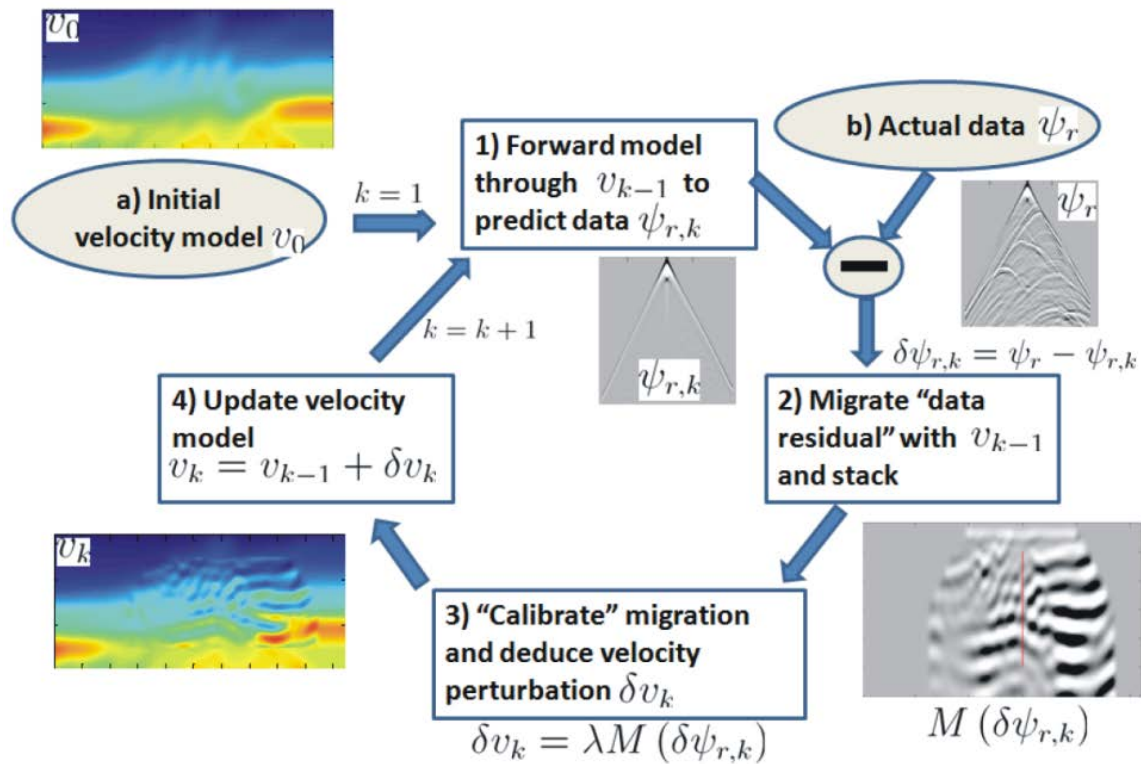 v_0
a) Initial
velocity model v_0
k = 1
1) Forward model
through v_{k-1} to
predict data ψ_{r,k}
b) Actual data ψ_r
ψ_r
ψ_{r,k}
δψ_{r,k} = ψ_r − ψ_{r,k}
2) Migrate “data
residual” with v_{k-1}
and stack
M (δψ_{r,k})
3) “Calibrate” migration
and deduce velocity
perturbation δv_k
δv_k = λM (δψ_{r,k})
4) Update velocity
model
v_k = v_{k-1} + δv_k
v_k
k = k + 1